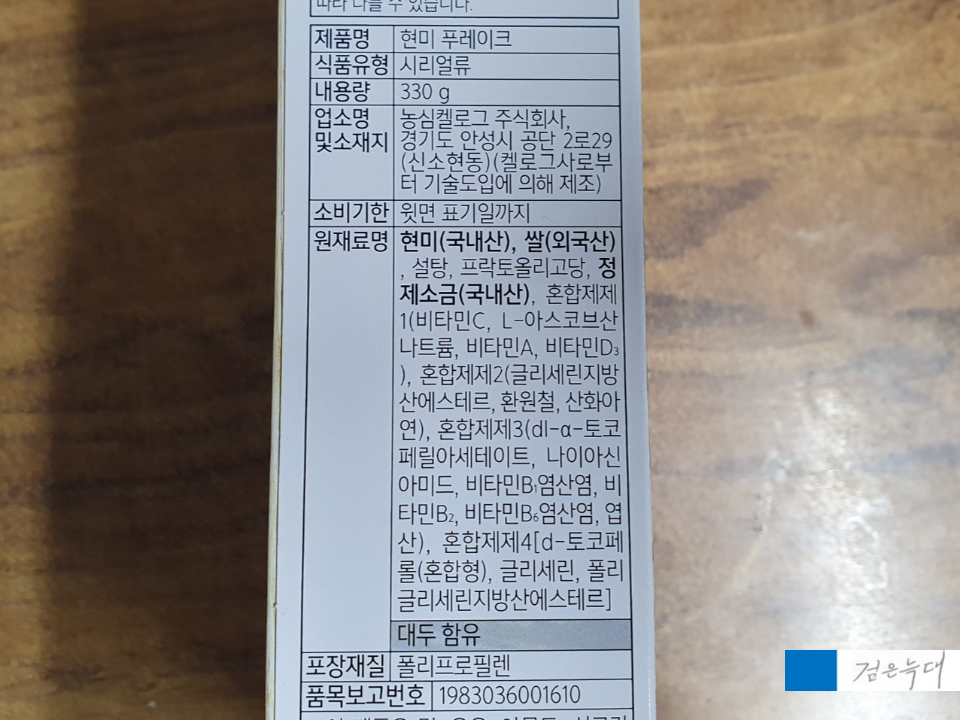 따라 다를 수 있습니다.
제품명 현미 푸레이크
식품유형 시리얼류
내용량 330 g
업소명 및소재지 농심켈로그 주식회사,
경기도 안성시 공단 2로29
(신소현동)(켈로그사로부
터 기술도입에 의해 제조)
소비기한 윗면 표기일까지
원재료명 현미(국내산), 쌀(외국산)
, 설탕, 프락토올리고당, 정
제소금(국내산), 혼합제제
1(비타민C, L-아스코브산
나트륨, 비타민A, 비타민D₃
), 혼합제제2(글리세린지방
산에스테르, 환원철, 산화아
연), 혼합제제3(dl-α-토코
페릴아세테이트, 나이아신
아미드, 비타민B₁염산염, 비
타민B₂, 비타민B₆염산염, 엽
산), 혼합제제4[d-토코페
롤(혼합형), 글리세린, 폴리
글리세린지방산에스테르]
대두 함유
포장재질 폴리프로필렌
품목보고번호 1983036001610
검은늑대